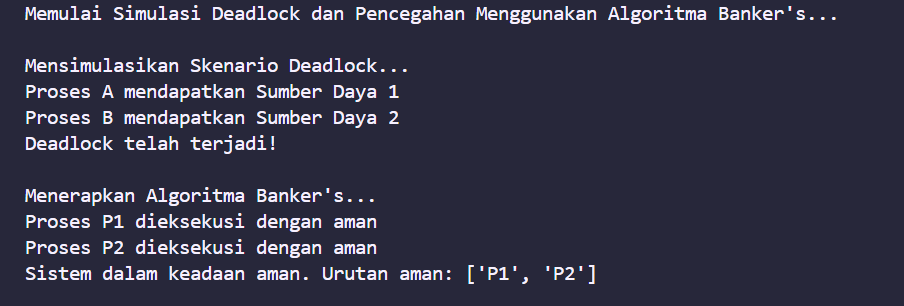 Memulai Simulasi Deadlock dan Pencegahan Menggunakan Algoritma Banker's...
Mensimulasikan Skenario Deadlock...
Proses A mendapatkan Sumber Daya 1
Proses B mendapatkan Sumber Daya 2
Deadlock telah terjadi!
Menerapkan Algoritma Banker's...
Proses P1 dieksekusi dengan aman
Proses P2 dieksekusi dengan aman
Sistem dalam keadaan aman. Urutan aman: ['P1', 'P2']